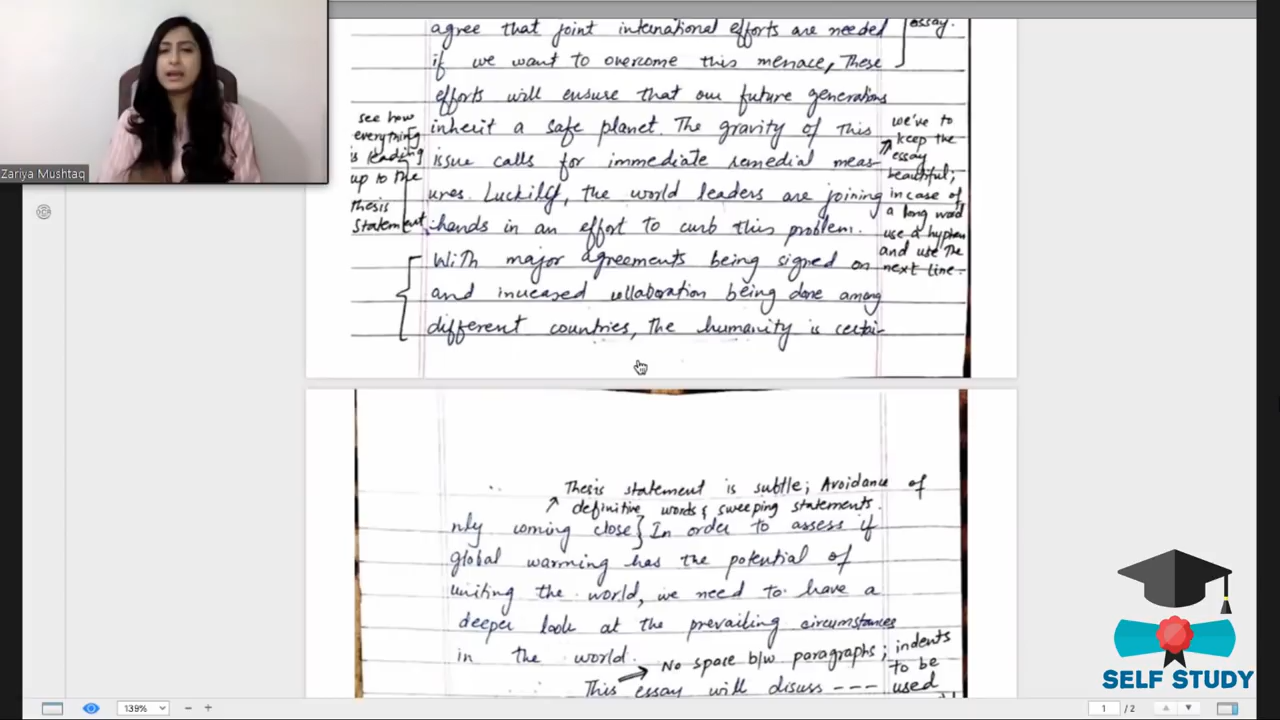 agree that joint international efforts are needed
if we want to overcome this menace, These
efforts will ensure that our future generations
inherit a safe planet. The gravity of this
issue calls for immediate remedial meas-
ures. Luckily, the world leaders are joining
hands in an effort to curb this problem.
With major agreements being signed on
and increased collaboration being done among
different countries, the humanity is certai-
essay.
see how
everything
is leading
up to the
thesis
statement
we've to
keep the
essay
beautiful;
in case of
a long word
use a hyphen
and use the
next line.
Zariya Mushtaq
Thesis statement is subtle; Avoidance of
definitive words & sweeping statements.
nly coming close} In order to assess if
global warming has the potential of
uniting the world, we need to have a
deeper look at the prevailing circumstances
in the world.
No space b/w paragraphs; indents
to be
used
This essay will discuss ----
SELF STUDY
139%
1 / 2